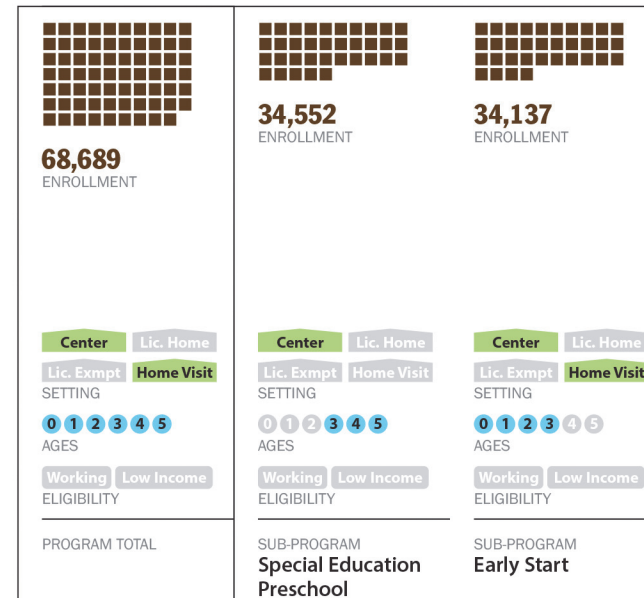 68,689
ENROLLMENT
Center Lic. Home
Lic. Exmpt Home Visit
SETTING
0 1 2 3 4 5
AGES
Working Low Income
ELIGIBILITY
PROGRAM TOTAL
34,552
ENROLLMENT
Center Lic. Home
Lic. Exmpt Home Visit
SETTING
0 1 2 3 4 5
AGES
Working Low Income
ELIGIBILITY
SUB-PROGRAM
Special Education
Preschool
34,137
ENROLLMENT
Center Lic. Home
Lic. Exmpt Home Visit
SETTING
0 1 2 3 4 5
AGES
Working Low Income
ELIGIBILITY
SUB-PROGRAM
Early Start